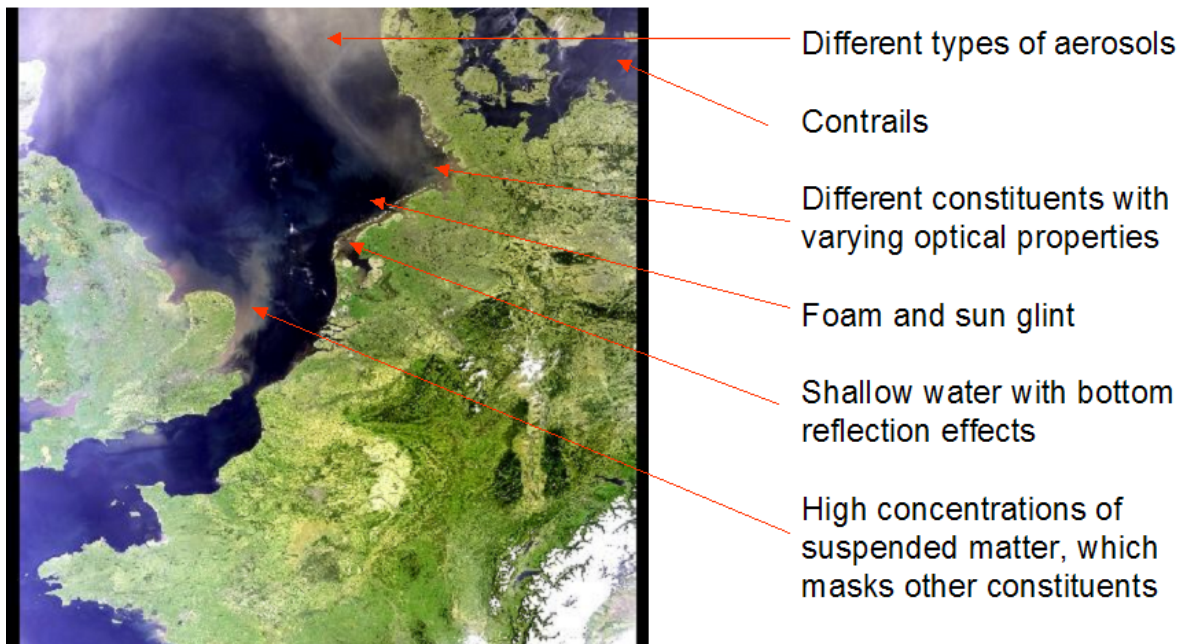 Different types of aerosols
Contrails
Different constituents with
varying optical properties
Foam and sun glint
Shallow water with bottom
reflection effects
High concentrations of
suspended matter, which
masks other constituents